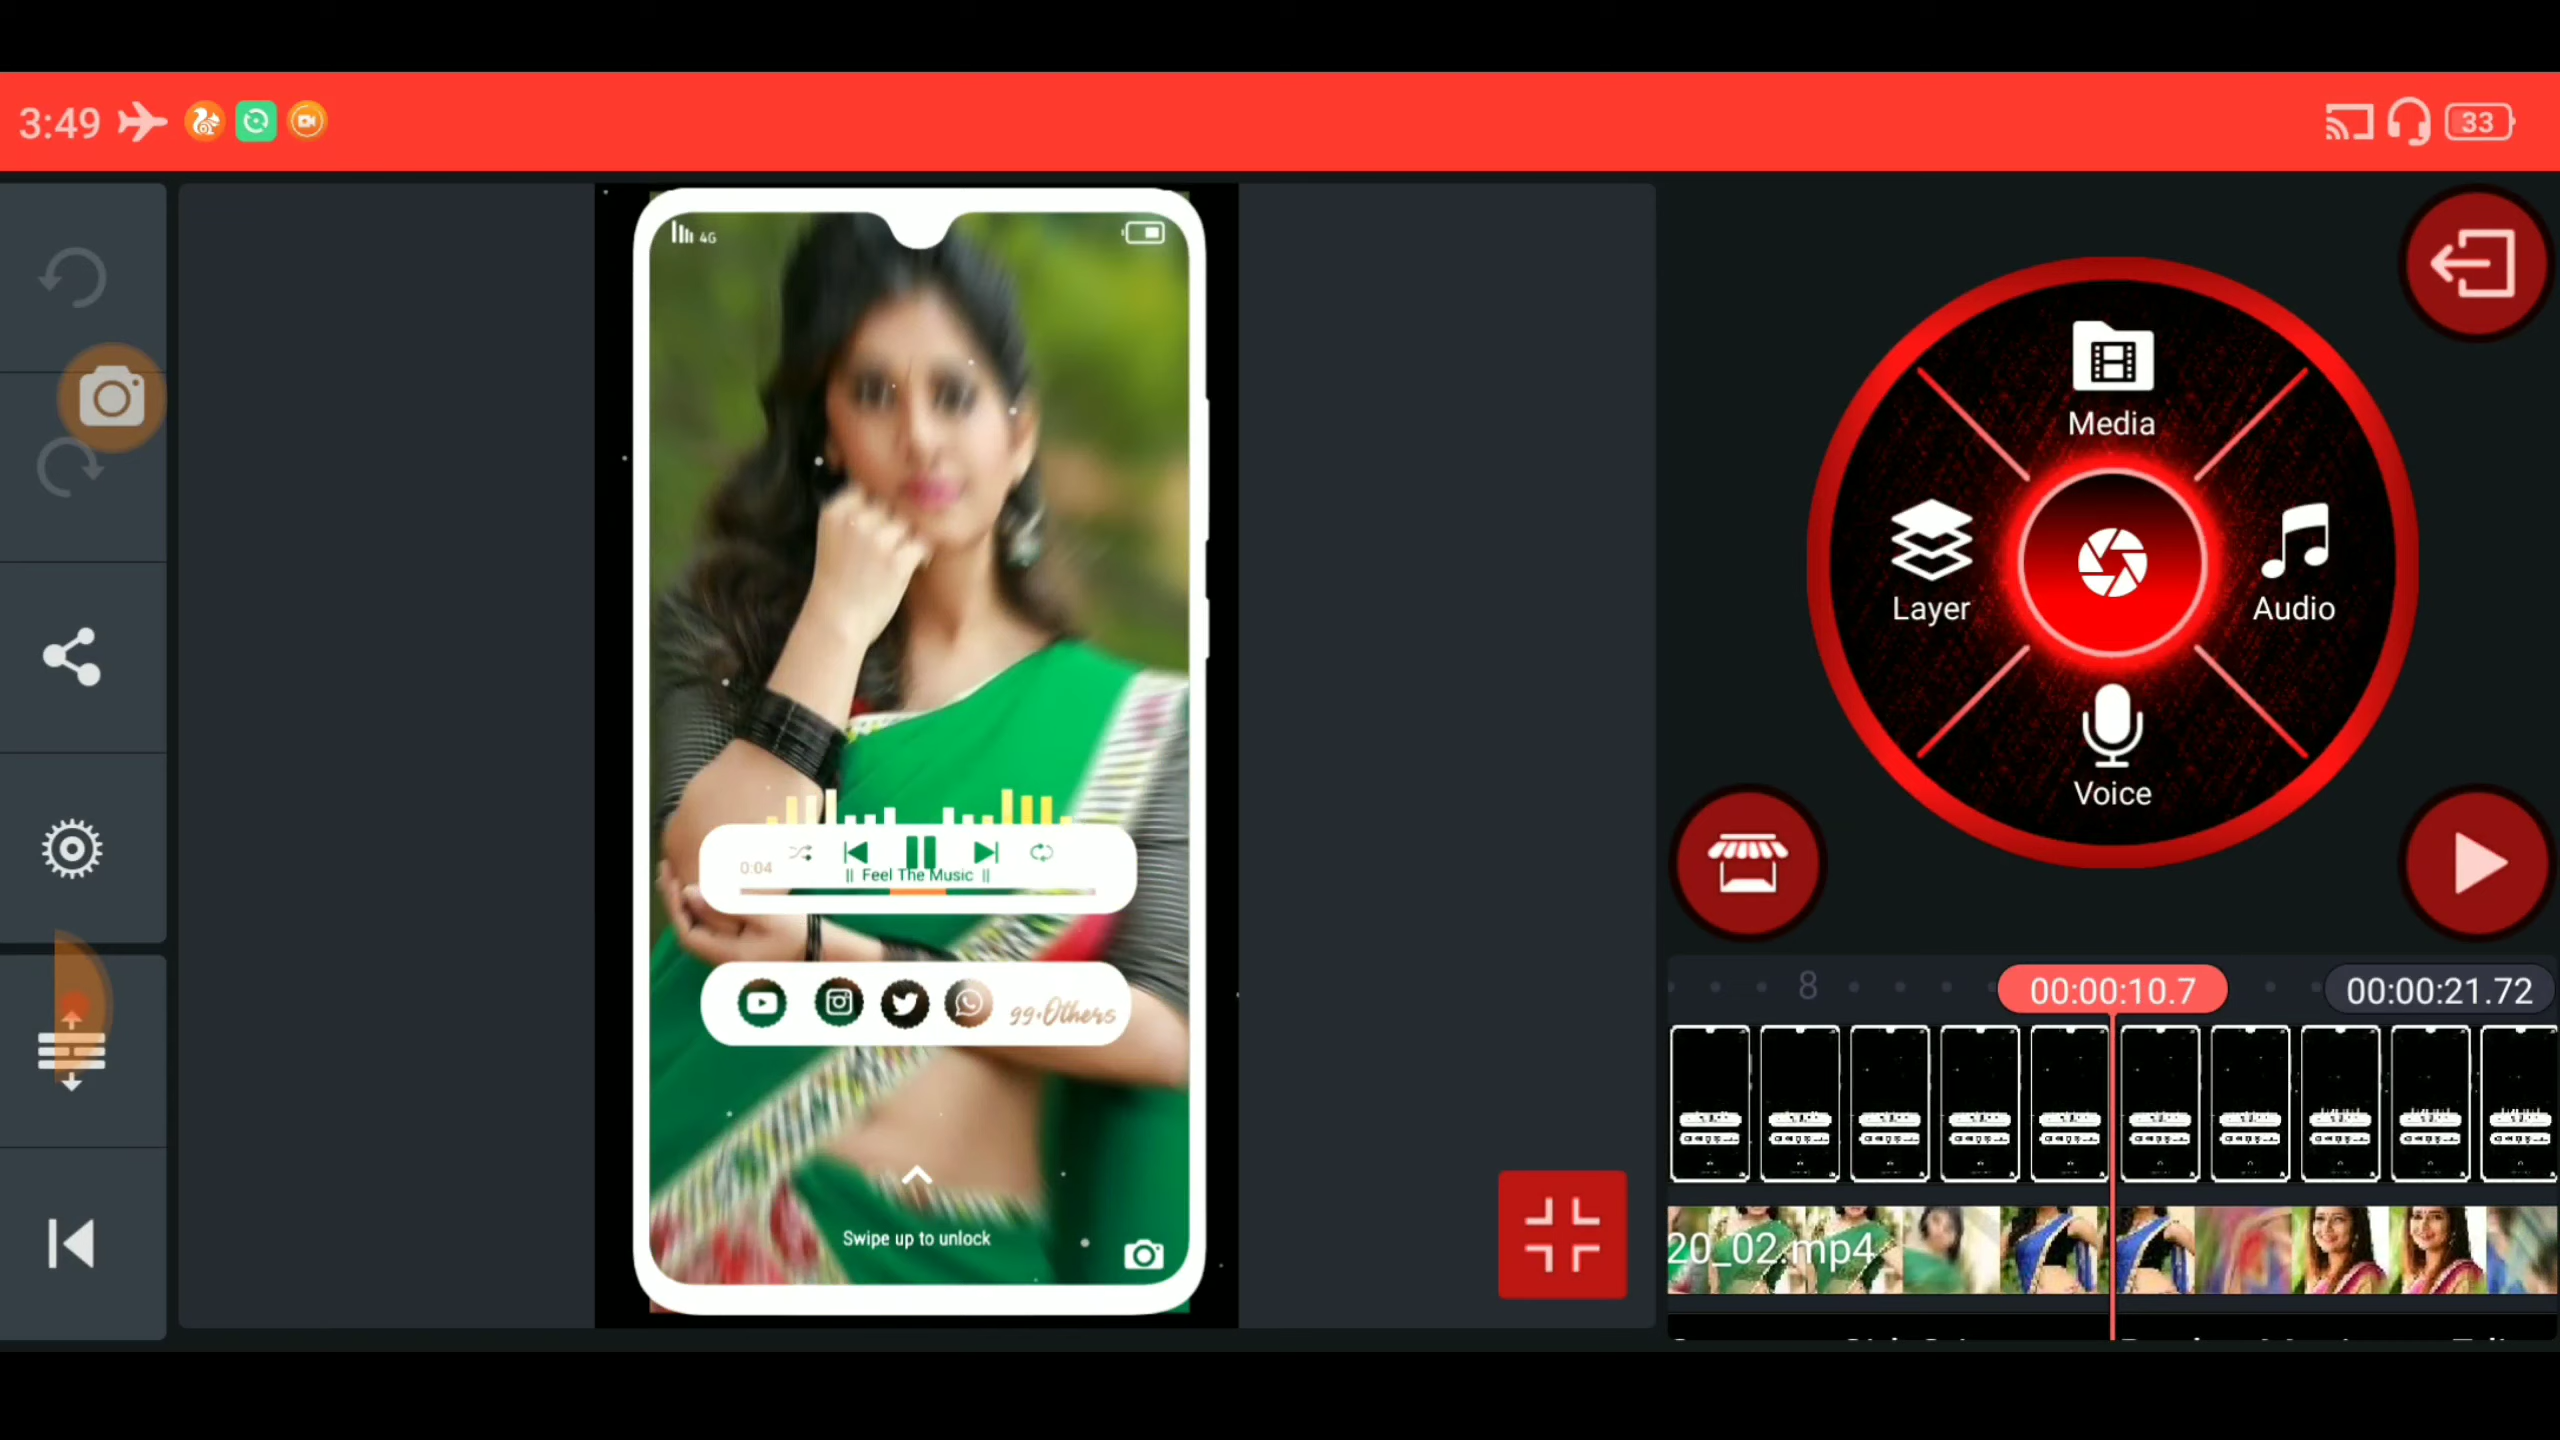 3:49
33
4G
Media
Layer
Audio
Voice
0:04
|| Feel The Music ||
99+Others
Swipe up to unlock
8
00:00:10.7
00:00:21.72
20_02.mp4